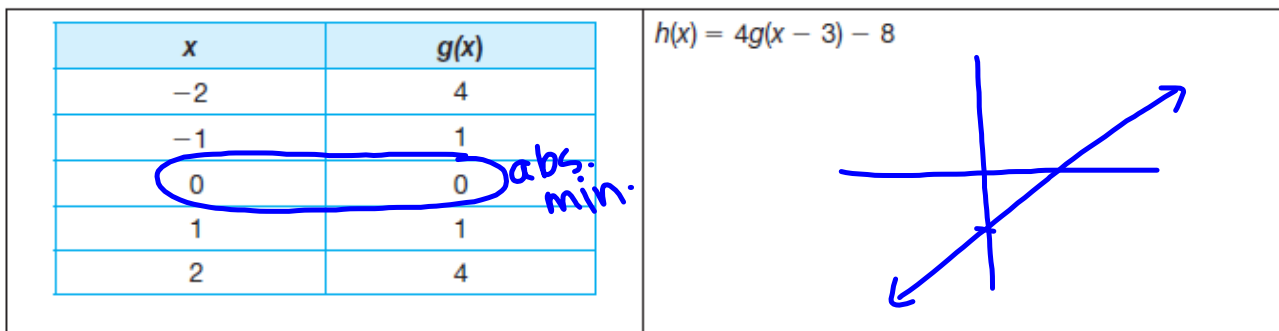 x g(x)
−2 4
−1 1
0 0
abs.
min.
1 1
2 4
h(x) = 4g(x − 3) − 8